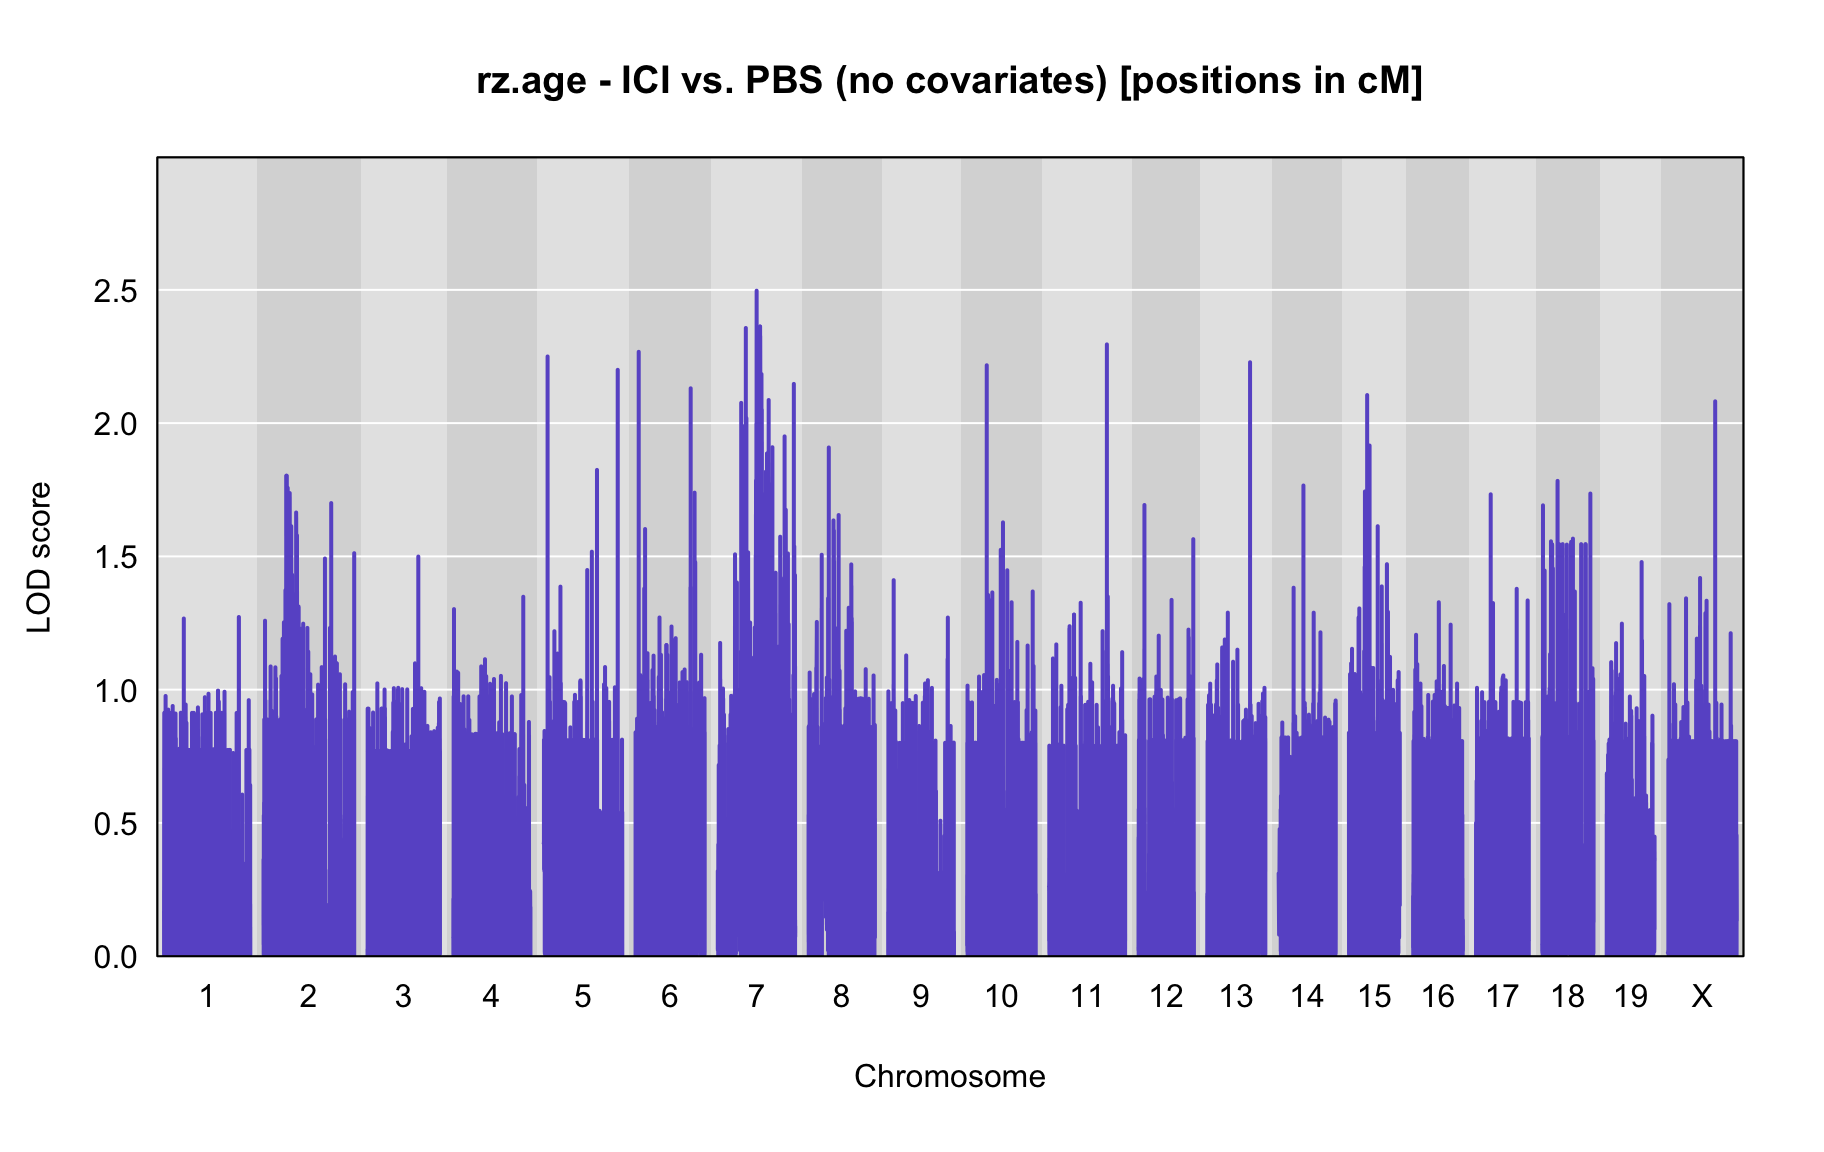 rz.age - ICI vs. PBS (no covariates) [positions in cM]
LOD score
2.5
2.0
1.5
1.0
0.5
0.0
1 2 3 4 5 6 7 8 9 10 11 12 13 14 15 16 17 18 19 X
Chromosome